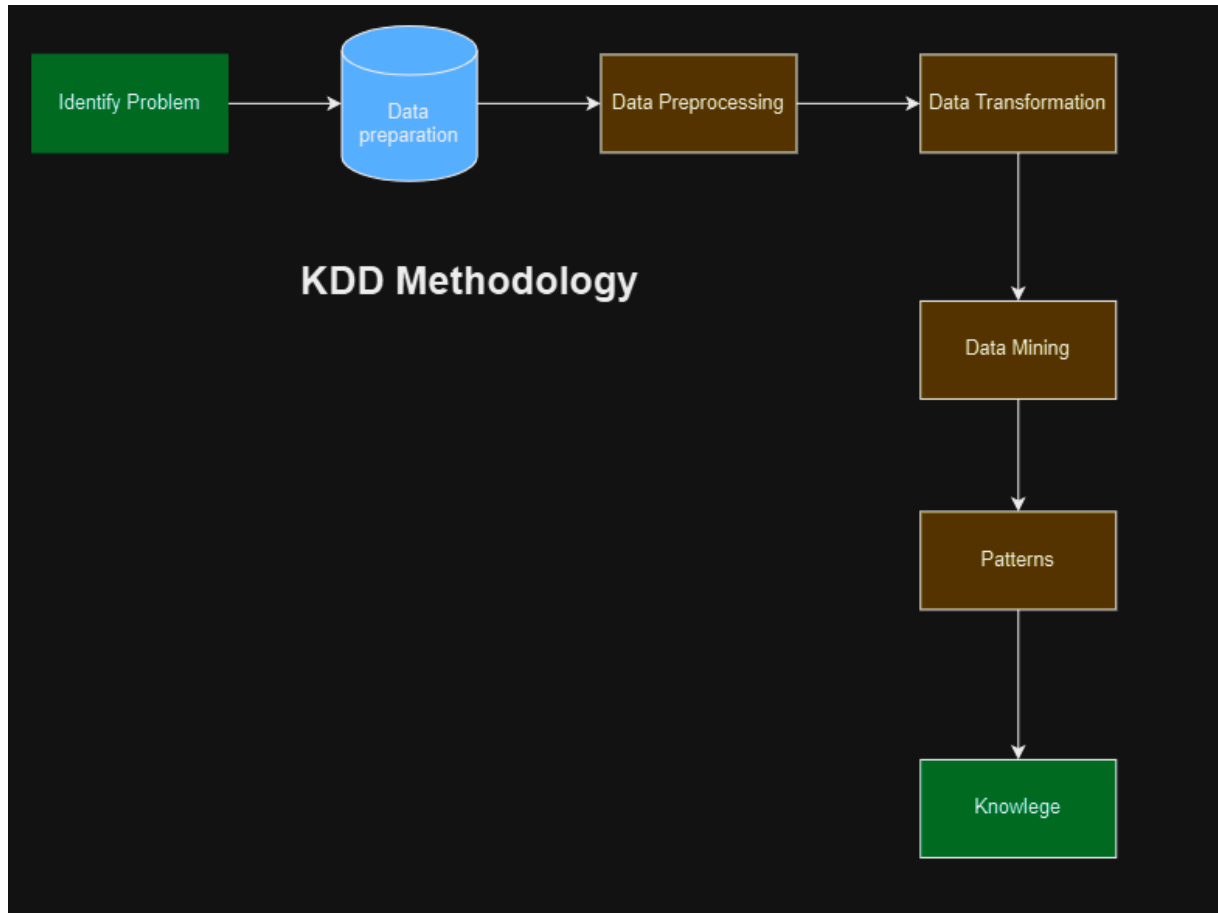 Identify Problem
Data
preparation
Data Preprocessing
Data Transformation
KDD Methodology
Data Mining
Patterns
Knowlege